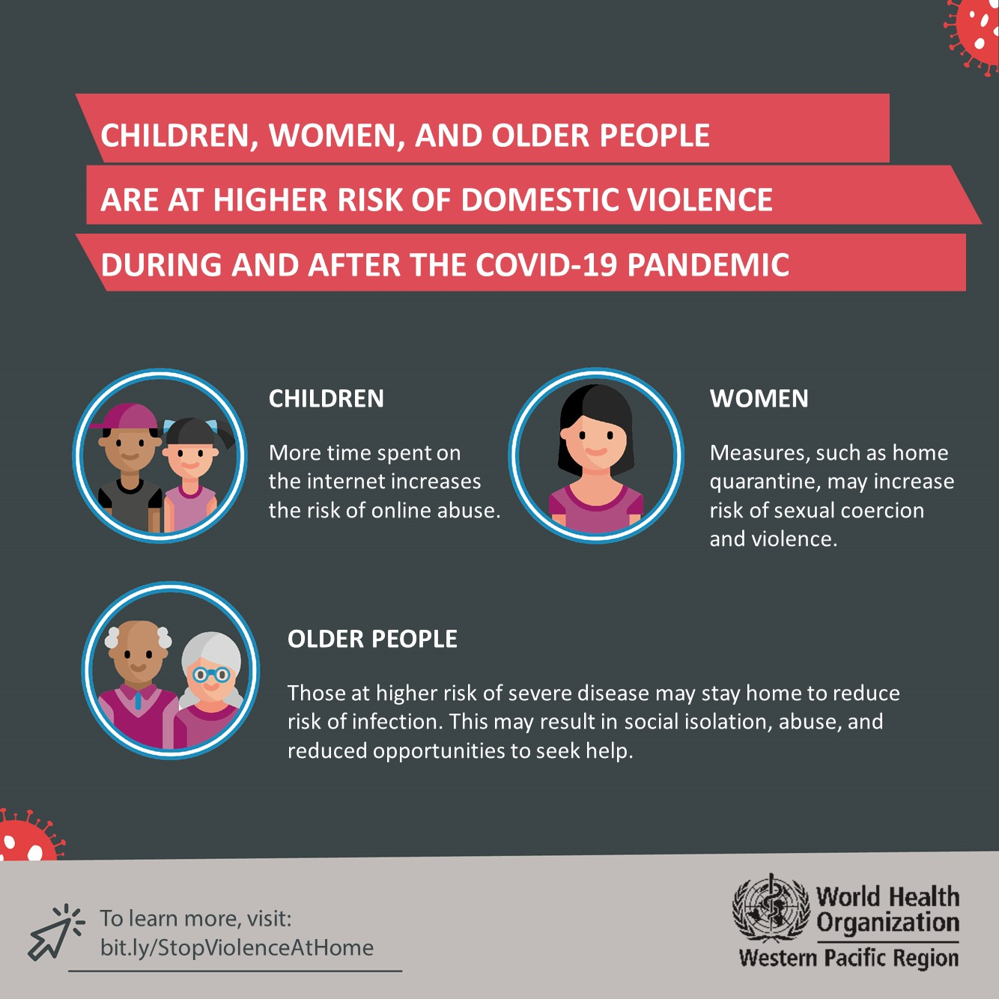 CHILDREN, WOMEN, AND OLDER PEOPLE
ARE AT HIGHER RISK OF DOMESTIC VIOLENCE
DURING AND AFTER THE COVID-19 PANDEMIC
CHILDREN
More time spent on
the internet increases
the risk of online abuse.
WOMEN
Measures, such as home
quarantine, may increase
risk of sexual coercion
and violence.
OLDER PEOPLE
Those at higher risk of severe disease may stay home to reduce
risk of infection. This may result in social isolation, abuse, and
reduced opportunities to seek help.
To learn more, visit:
bit.ly/StopViolenceAtHome
World Health
Organization
Western Pacific Region